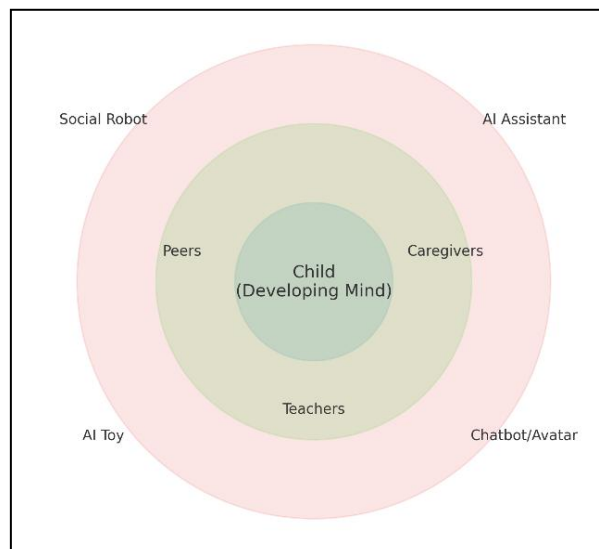 Social Robot
AI Assistant
Peers
Caregivers
Child
(Developing Mind)
Teachers
AI Toy
Chatbot/Avatar